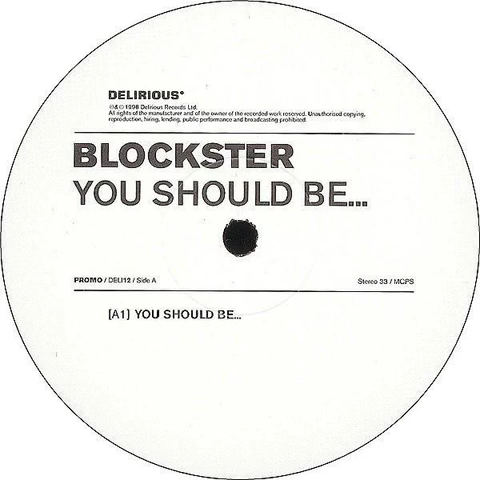 DELIRIOUS*
℗& © 1998 Delirious Records Ltd.
All rights of the manufacturer and of the owner of the recorded work reserved. Unauthorised copying,
reproduction, hiring, lending, public performance and broadcasting prohibited.
BLOCKSTER
YOU SHOULD BE...
PROMO / DELI12 / Side A
Stereo 33 / MCPS
[A1] YOU SHOULD BE...